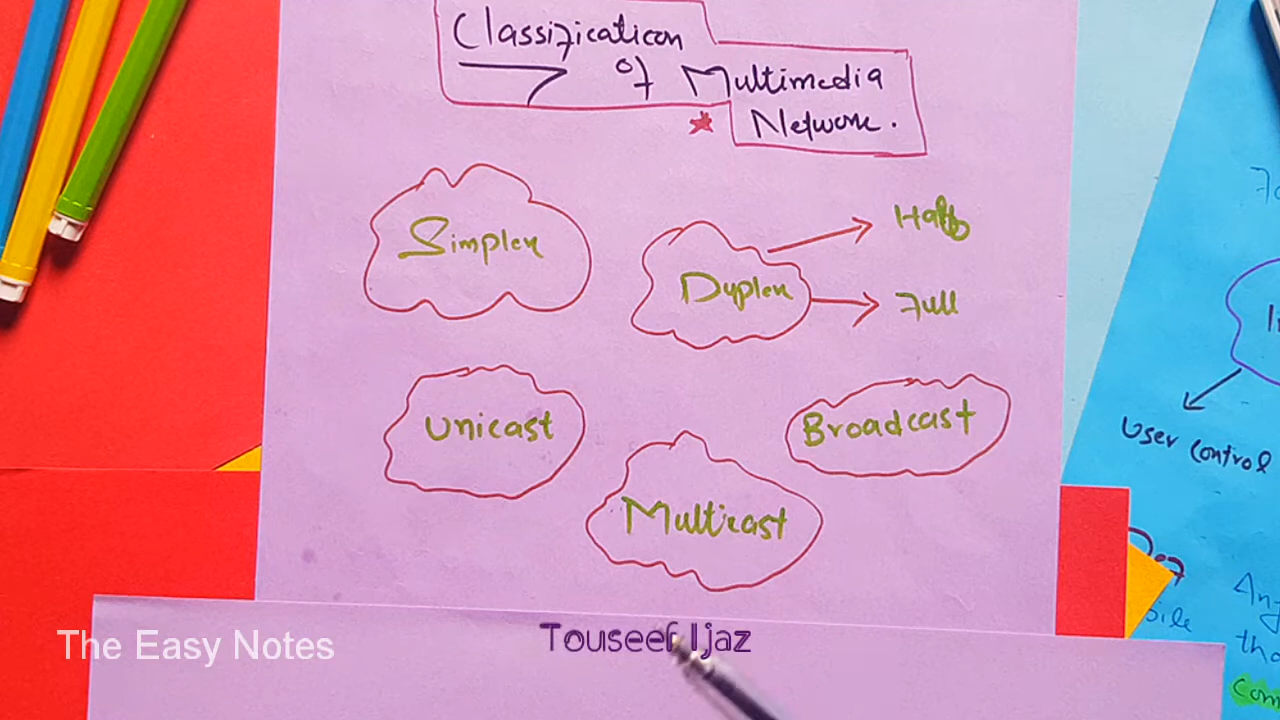 Classification
of Multimedia
Network.
Simplex
Half
Duplex
Full
Unicast
Broadcast
Multicast
User control
The Easy Notes
Touseef Ijaz